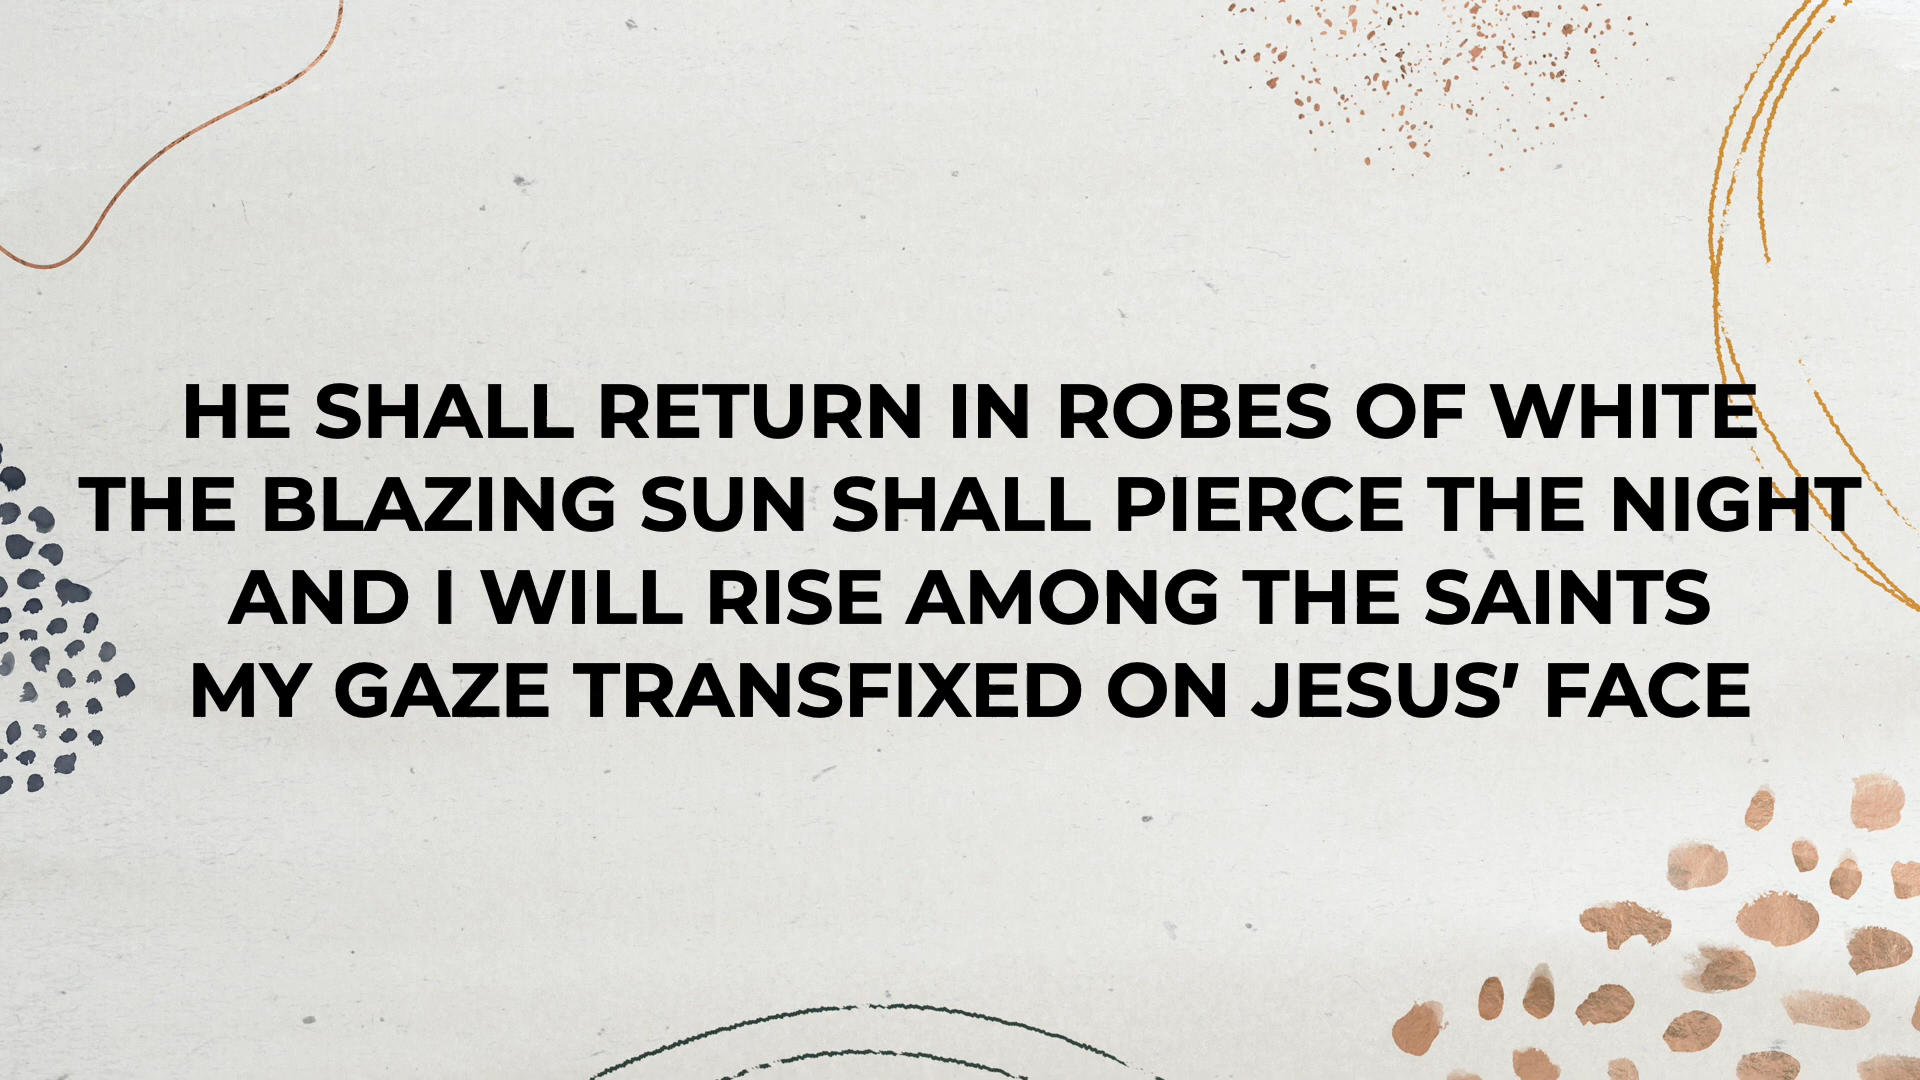 HE SHALL RETURN IN ROBES OF WHITE
THE BLAZING SUN SHALL PIERCE THE NIGHT
AND I WILL RISE AMONG THE SAINTS
MY GAZE TRANSFIXED ON JESUS’ FACE